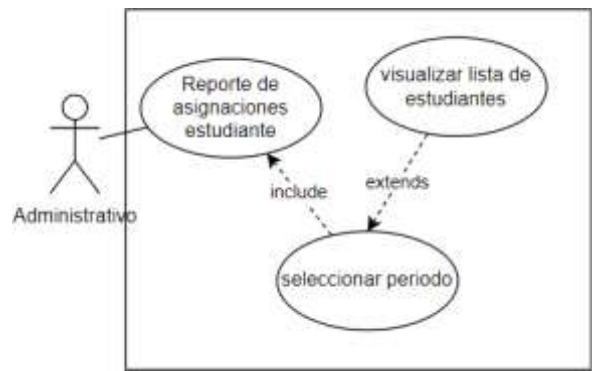 Reporte de
asignaciones
estudiante
visualizar lista de
estudiantes
include
extends
Administrativo
seleccionar periodo